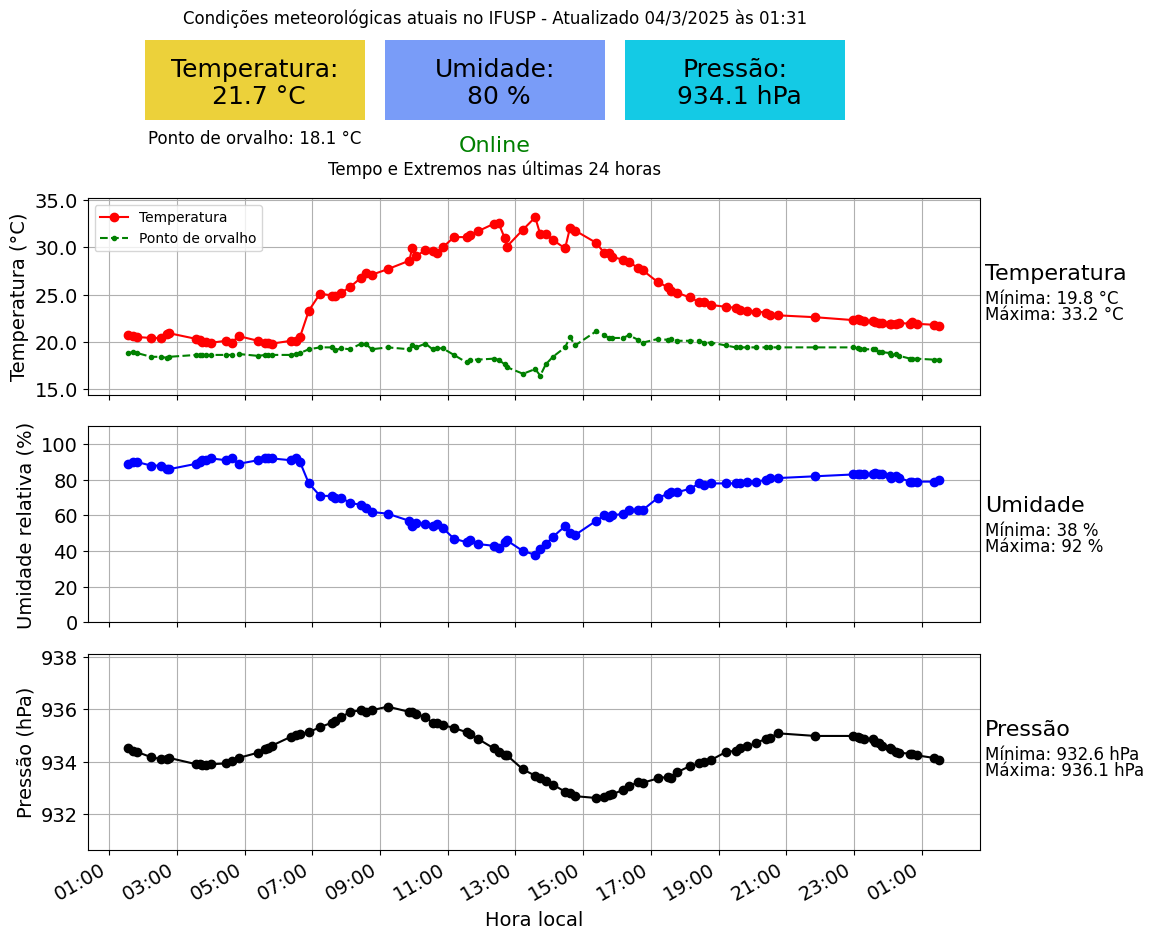 Condições meteorológicas atuais no IFUSP - Atualizado 04/3/2025 às 01:31
Temperatura:
21.7 °C
Umidade:
80 %
Pressão:
934.1 hPa
Ponto de orvalho: 18.1 °C
Online
Tempo e Extremos nas últimas 24 horas
Temperatura (°C)
35.0
30.0
25.0
20.0
15.0
Temperatura
Ponto de orvalho
Temperatura
Mínima: 19.8 °C
Máxima: 33.2 °C
Umidade relativa (%)
100
80
60
40
20
0
Umidade
Mínima: 38 %
Máxima: 92 %
Pressão (hPa)
938
936
934
932
Pressão
Mínima: 932.6 hPa
Máxima: 936.1 hPa
01:00 03:00 05:00 07:00 09:00 11:00 13:00 15:00 17:00 19:00 21:00 23:00 01:00
Hora local